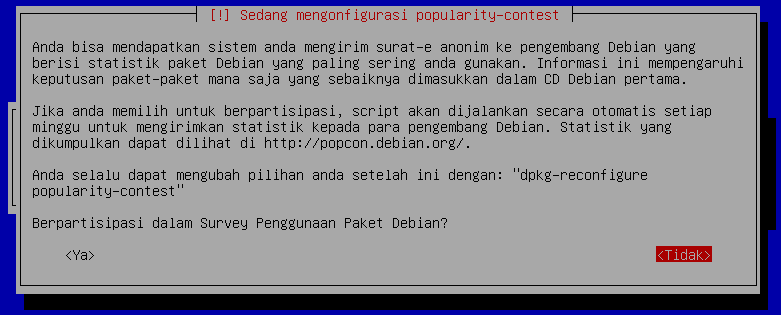 [!] Sedang mengonfigurasi popularity-contest
Anda bisa mendapatkan sistem anda mengirim surat-e anonim ke pengembang Debian yang
berisi statistik paket Debian yang paling sering anda gunakan. Informasi ini mempengaruhi
keputusan paket-paket mana saja yang sebaiknya dimasukkan dalam CD Debian pertama.
Jika anda memilih untuk berpartisipasi, script akan dijalankan secara otomatis setiap
minggu untuk mengirimkan statistik kepada para pengembang Debian. Statistik yang
dikumpulkan dapat dilihat di http://popcon.debian.org/.
Anda selalu dapat mengubah pilihan anda setelah ini dengan: "dpkg-reconfigure
popularity-contest"
Berpartisipasi dalam Survey Penggunaan Paket Debian?
<Ya> <Tidak>